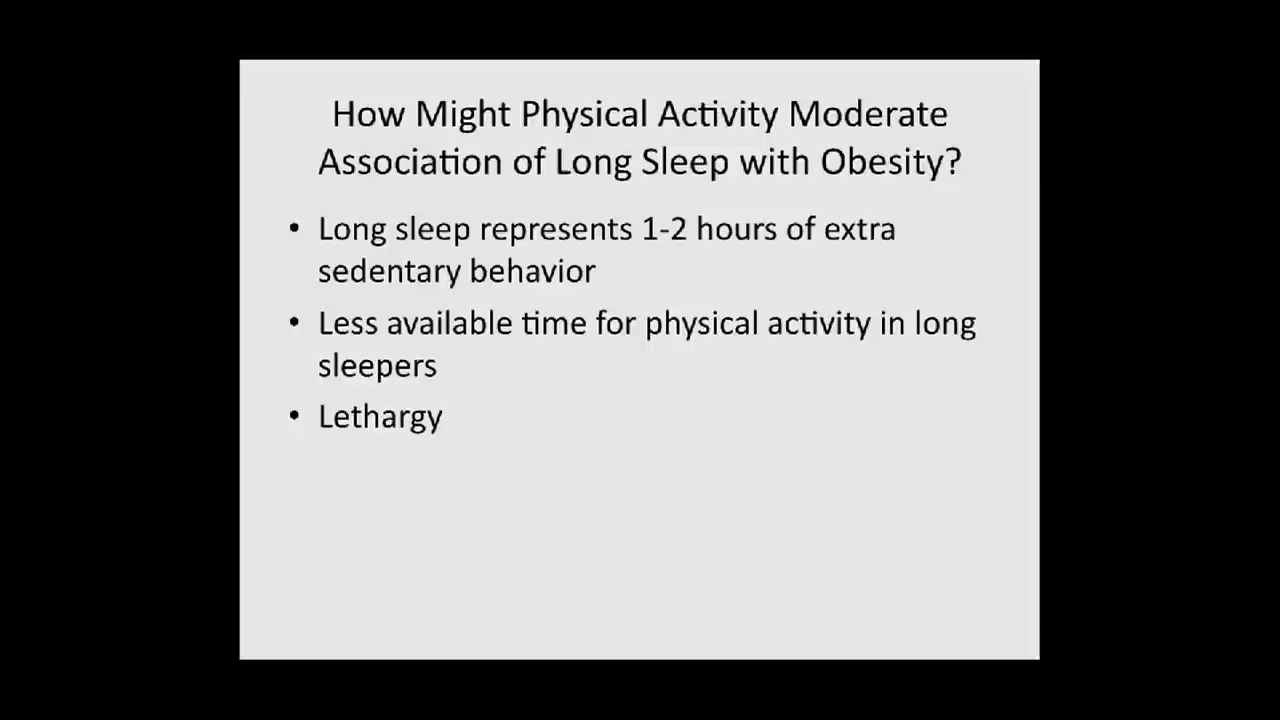 How Might Physical Activity Moderate
Association of Long Sleep with Obesity?
• Long sleep represents 1-2 hours of extra
sedentary behavior
• Less available time for physical activity in long
sleepers
• Lethargy